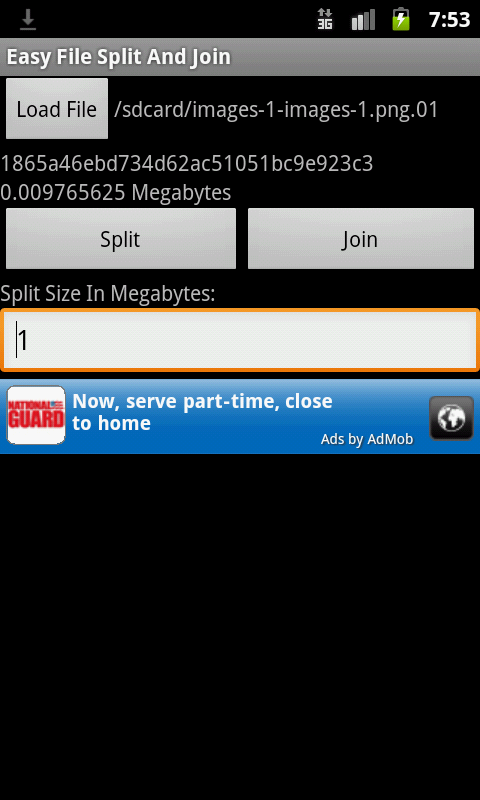 3G
7:53
Easy File Split And Join
Load File /sdcard/images-1-images-1.png.01
1865a46ebd734d62ac51051bc9e923c3
0.009765625 Megabytes
Split Join
Split Size In Megabytes:
1
NATIONAL
GUARD
Now, serve part-time, close
to home
Ads by AdMob